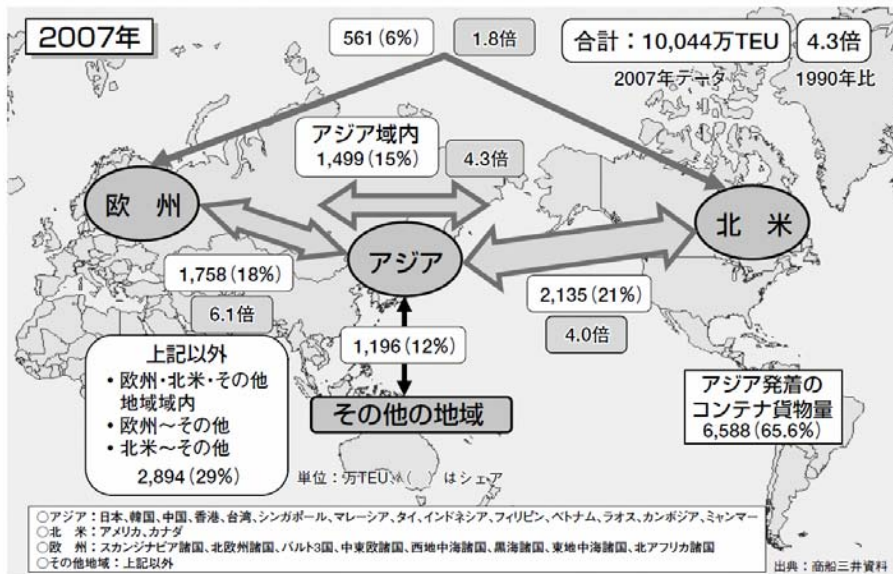 2007年
561(6%)
1.8倍
合計：10,044万TEU
4.3倍
2007年データ
1990年比
アジア域内
1,499(15%)
4.3倍
欧　州
アジア
北　米
1,758(18%)
6.1倍
2,135(21%)
4.0倍
1,196(12%)
上記以外
・欧州・北米・その他
地域域内
・欧州～その他
・北米～その他
2,894(29%)
その他の地域
アジア発着の
コンテナ貨物量
6,588(65.6%)
単位：万TEU、(　)はシェア
○アジア：日本、韓国、中国、香港、台湾、シンガポール、マレーシア、タイ、インドネシア、フィリピン、ベトナム、ラオス、カンボジア、ミャンマー
○北　米：アメリカ、カナダ
○欧　州：スカンジナビア諸国、北欧州諸国、バルト3国、中東欧諸国、西地中海諸国、黒海諸国、東地中海諸国、北アフリカ諸国
○その他地域：上記以外
出典：商船三井資料